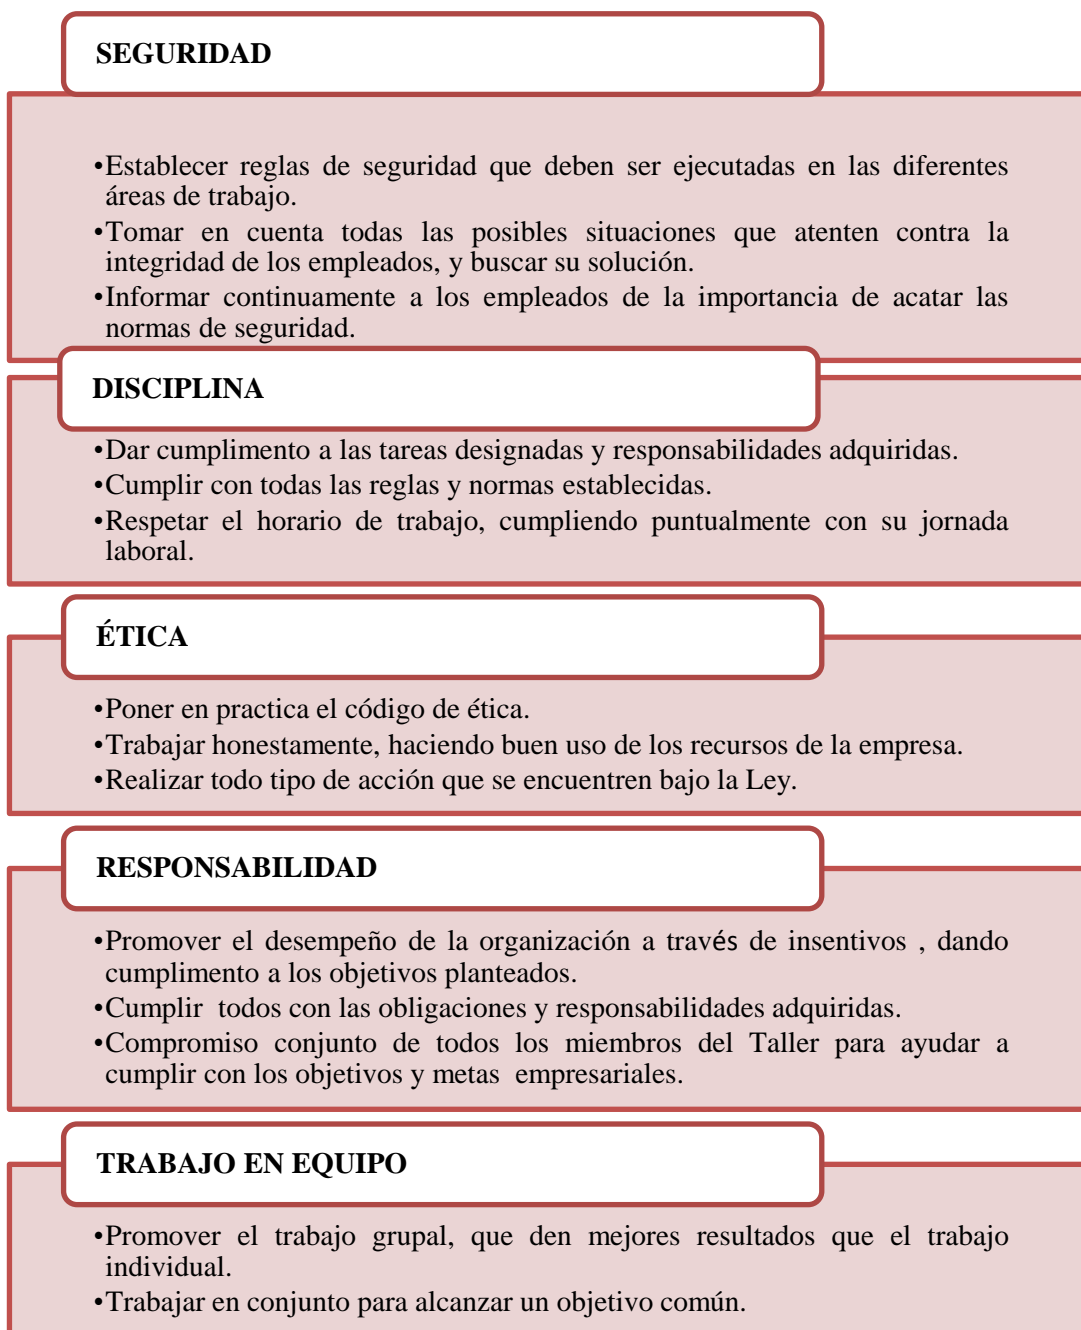 SEGURIDAD
•Establecer reglas de seguridad que deben ser ejecutadas en las diferentes
áreas de trabajo.
•Tomar en cuenta todas las posibles situaciones que atenten contra la
integridad de los empleados, y buscar su solución.
•Informar continuamente a los empleados de la importancia de acatar las
normas de seguridad.
DISCIPLINA
•Dar cumplimento a las tareas designadas y responsabilidades adquiridas.
•Cumplir con todas las reglas y normas establecidas.
•Respetar el horario de trabajo, cumpliendo puntualmente con su jornada
laboral.
ÉTICA
•Poner en practica el código de ética.
•Trabajar honestamente, haciendo buen uso de los recursos de la empresa.
•Realizar todo tipo de acción que se encuentren bajo la Ley.
RESPONSABILIDAD
•Promover el desempeño de la organización a través de insentivos , dando
cumplimento a los objetivos planteados.
•Cumplir  todos con las obligaciones y responsabilidades adquiridas.
•Compromiso conjunto de todos los miembros del Taller para ayudar a
cumplir con los objetivos y metas  empresariales.
TRABAJO EN EQUIPO
•Promover el trabajo grupal, que den mejores resultados que el trabajo
individual.
•Trabajar en conjunto para alcanzar un objetivo común.